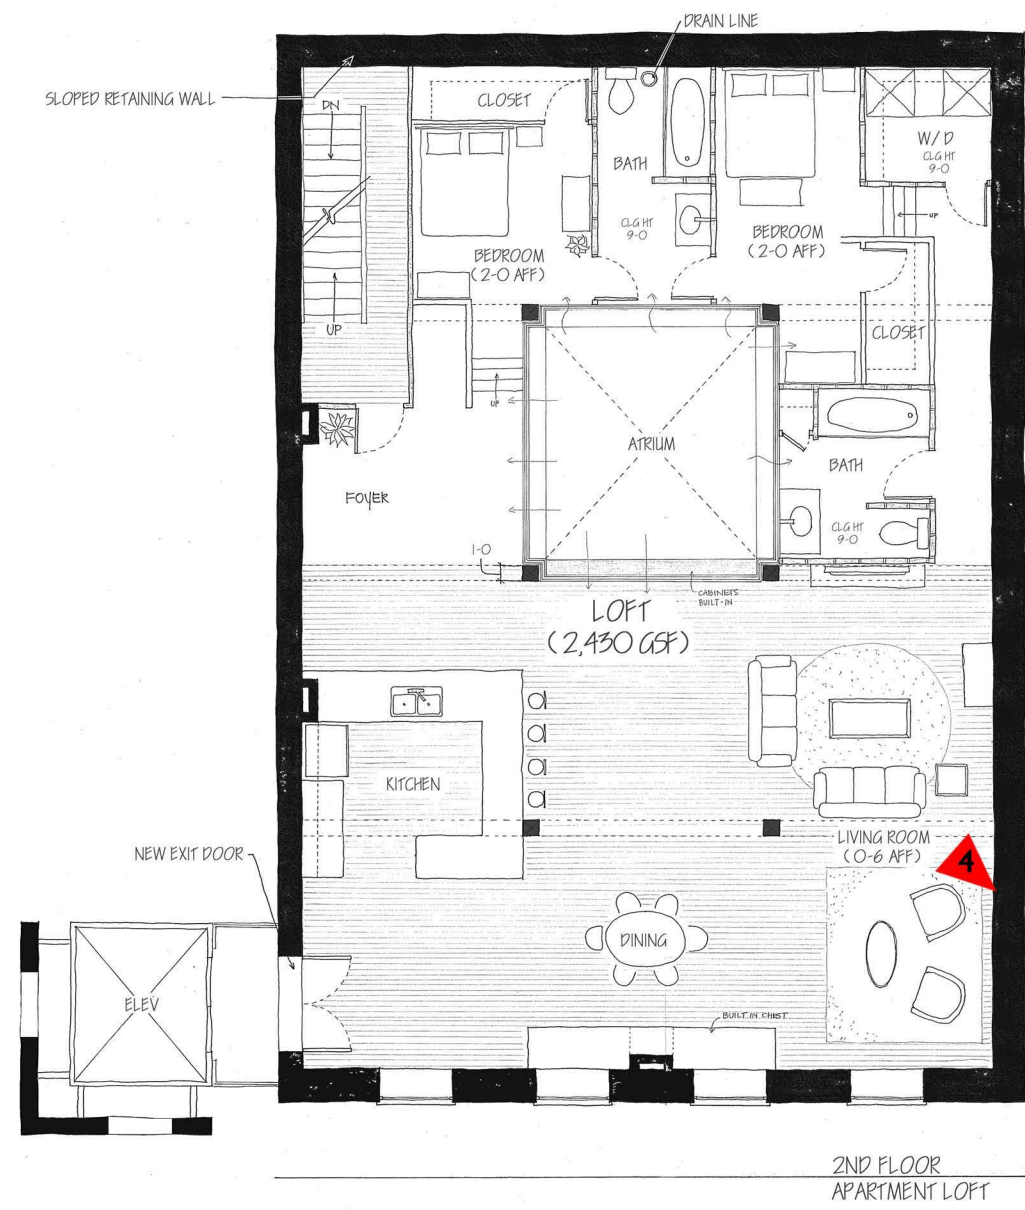 DRAIN LINE
SLOPED RETAINING WALL
DN
CLOSET
W/D
CLG HT
9-0
BATH
CLG HT
9-0
UP
BEDROOM
(2-0 AFF)
BEDROOM
(2-0 AFF)
UP
CLOSET
UP
ATRIUM
BATH
FOYER
CLG HT
9-0
1-0
CABINETS
BUILT-IN
LOFT
(2,430 GSF)
KITCHEN
LIVING ROOM
(0-6 AFF)
4
NEW EXIT DOOR
DINING
ELEV
BUILT IN CHEST
2ND FLOOR
APARTMENT LOFT